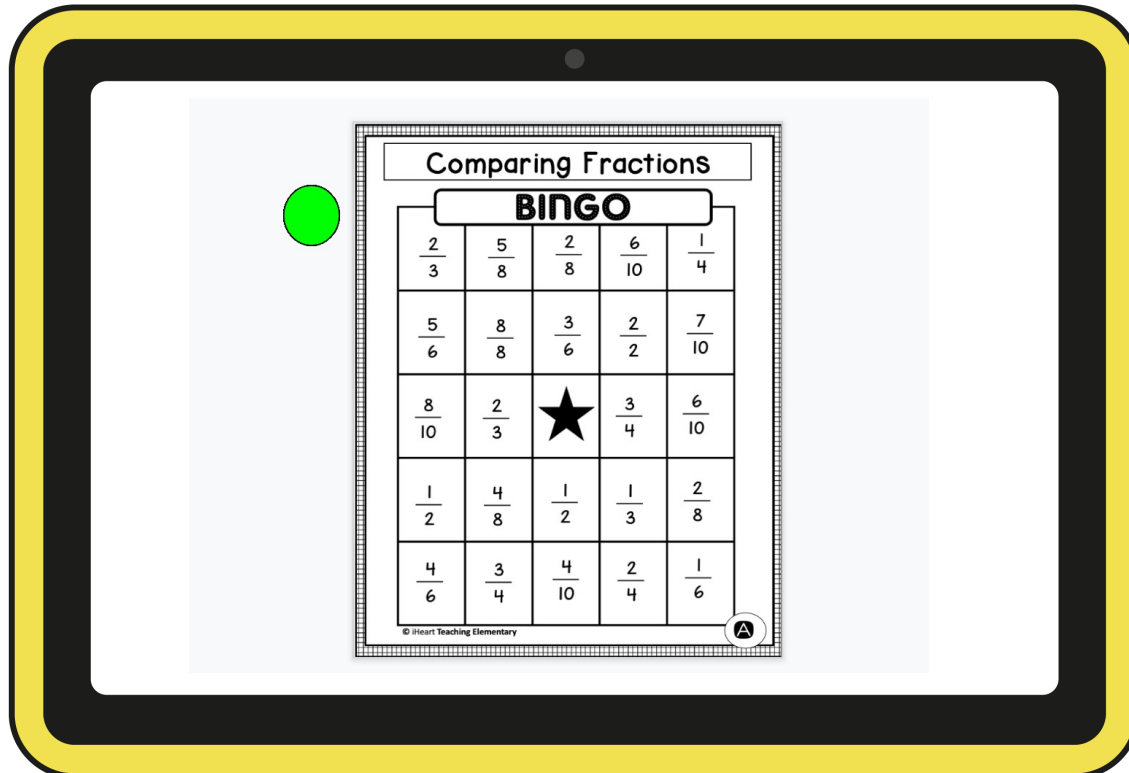 Comparing Fractions
BINGO
2/3 5/8 2/8 6/10 1/4
5/6 8/8 3/6 2/2 7/10
8/10 2/3 3/4 6/10
1/2 4/8 1/2 1/3 2/8
4/6 3/4 4/10 2/4 1/6
© iHeart Teaching Elementary
A